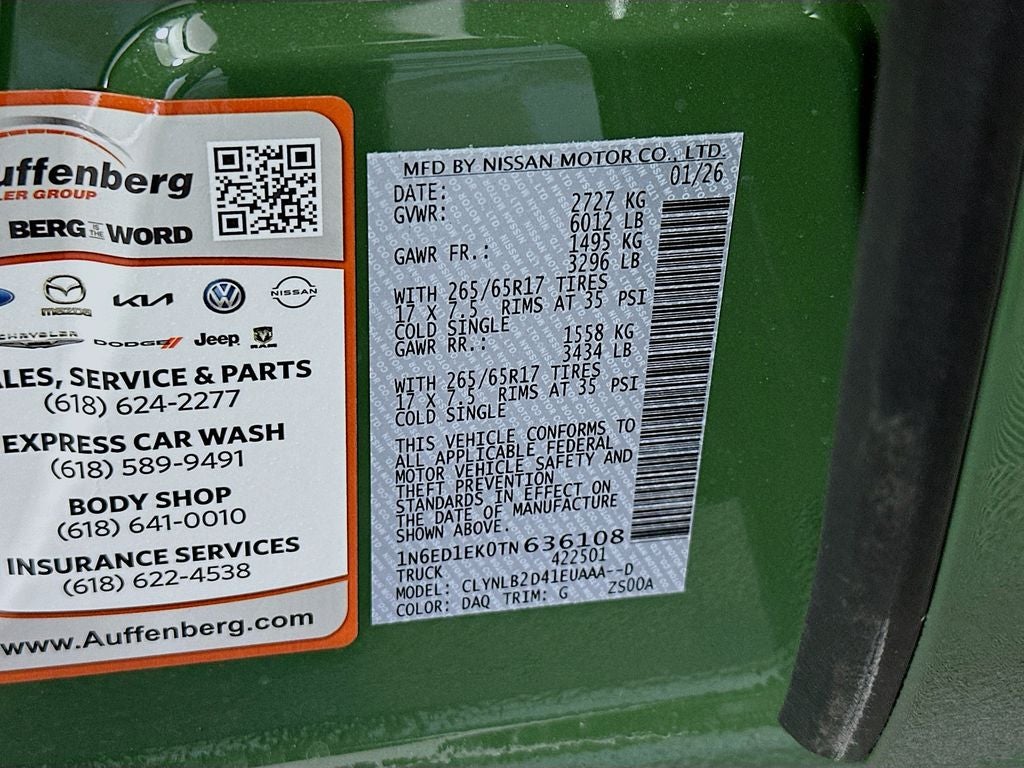 uffenberg
LER GROUP
BERG IS THE WORD
mazda
KIA
NISSAN
CHRYSLER
DODGE
Jeep
RAM
ALES, SERVICE & PARTS
(618) 624-2277
EXPRESS CAR WASH
(618) 589-9491
BODY SHOP
(618) 641-0010
INSURANCE SERVICES
(618) 622-4538
www.Auffenberg.com
MFD BY NISSAN MOTOR CO., LTD.
DATE: 01/26
GVWR: 2727 KG
6012 LB
GAWR FR.: 1495 KG
3296 LB
WITH 265/65R17 TIRES
17 X 7.5 RIMS AT 35 PSI
COLD SINGLE
GAWR RR.: 1558 KG
3434 LB
WITH 265/65R17 TIRES
17 X 7.5 RIMS AT 35 PSI
COLD SINGLE
THIS VEHICLE CONFORMS TO
ALL APPLICABLE FEDERAL
MOTOR VEHICLE SAFETY AND
THEFT PREVENTION
STANDARDS IN EFFECT ON
THE DATE OF MANUFACTURE
SHOWN ABOVE.
1N6ED1EK0TN636108
TRUCK 422501
MODEL: CLYNLB2D41EUAAA--D
COLOR: DAQ TRIM: G ZS00A